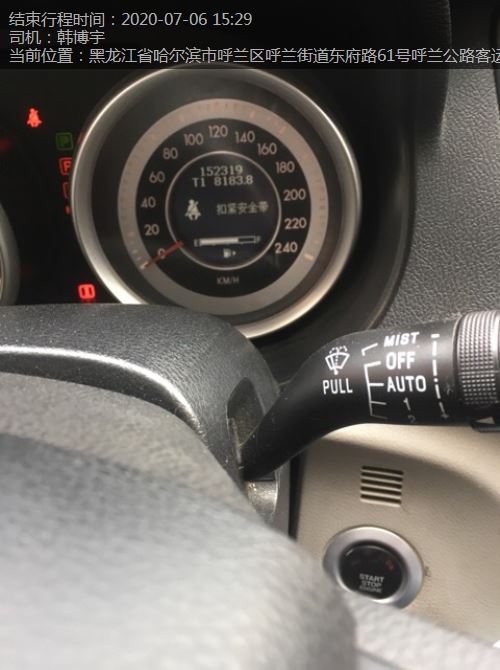 结束行程时间：2020-07-06 15:29
司机：韩博宇
当前位置：黑龙江省哈尔滨市呼兰区呼兰街道东府路61号呼兰公路客运
P
0
20
40
60
80
100
120
140
160
180
200
220
240
152319
T1 8183.8
扣紧安全带
E F
KM/H
MIST
OFF
AUTO
1
2
PULL
START
STOP
ENGINE